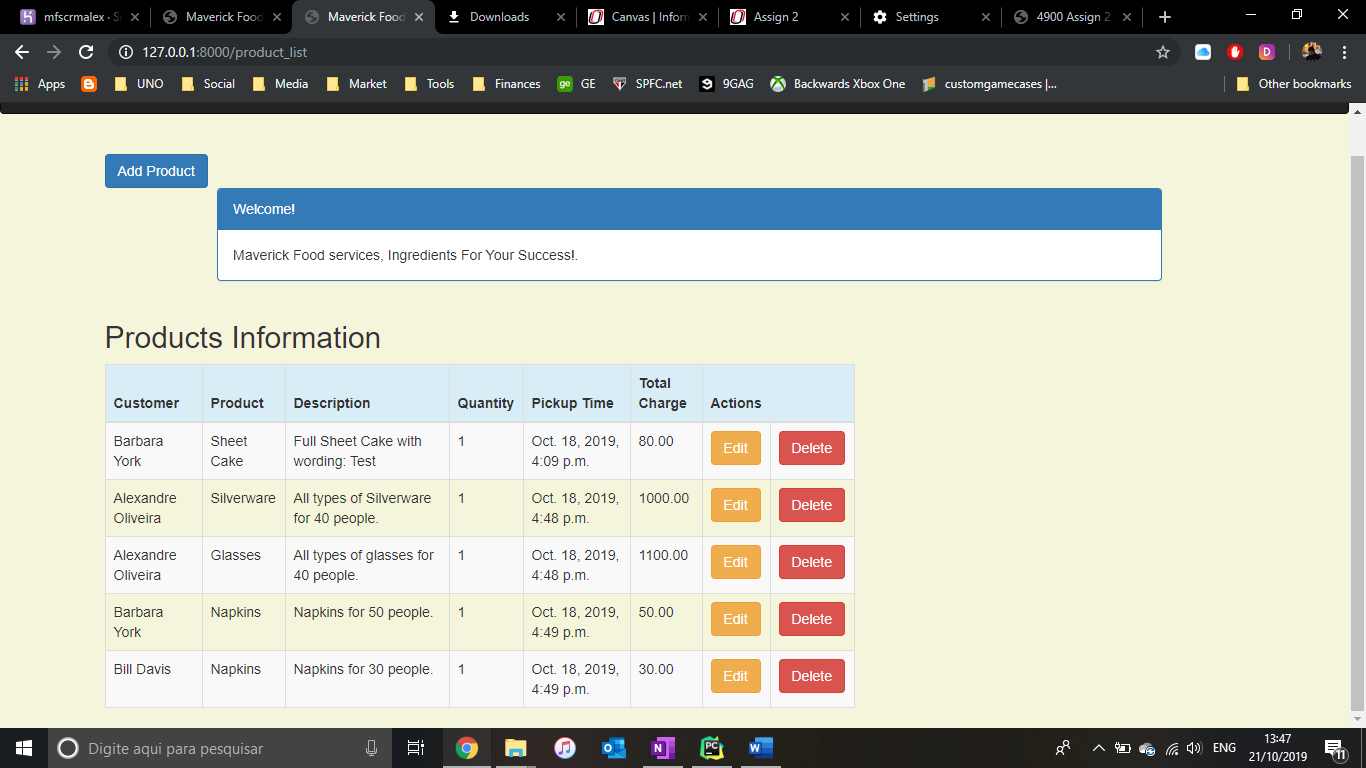 mfscrmalex · S
Maverick Food
Maverick Food
Downloads
Canvas | Inforn
Assign 2
Settings
4900 Assign 2
127.0.0.1:8000/product_list
Apps
UNO
Social
Media
Market
Tools
Finances
ge
GE
SPFC.net
9GAG
Backwards Xbox One
customgamecases |...
Other bookmarks
Add Product
Welcome!
Maverick Food services, Ingredients For Your Success!.
Products Information
Customer Product Description Quantity Pickup Time Total Charge Actions
Barbara York Sheet Cake Full Sheet Cake with wording: Test 1 Oct. 18, 2019, 4:09 p.m. 80.00 Edit Delete
Alexandre Oliveira Silverware All types of Silverware for 40 people. 1 Oct. 18, 2019, 4:48 p.m. 1000.00 Edit Delete
Alexandre Oliveira Glasses All types of glasses for 40 people. 1 Oct. 18, 2019, 4:48 p.m. 1100.00 Edit Delete
Barbara York Napkins Napkins for 50 people. 1 Oct. 18, 2019, 4:49 p.m. 50.00 Edit Delete
Bill Davis Napkins Napkins for 30 people. 1 Oct. 18, 2019, 4:49 p.m. 30.00 Edit Delete
Digite aqui para pesquisar
ENG
13:47
21/10/2019
11